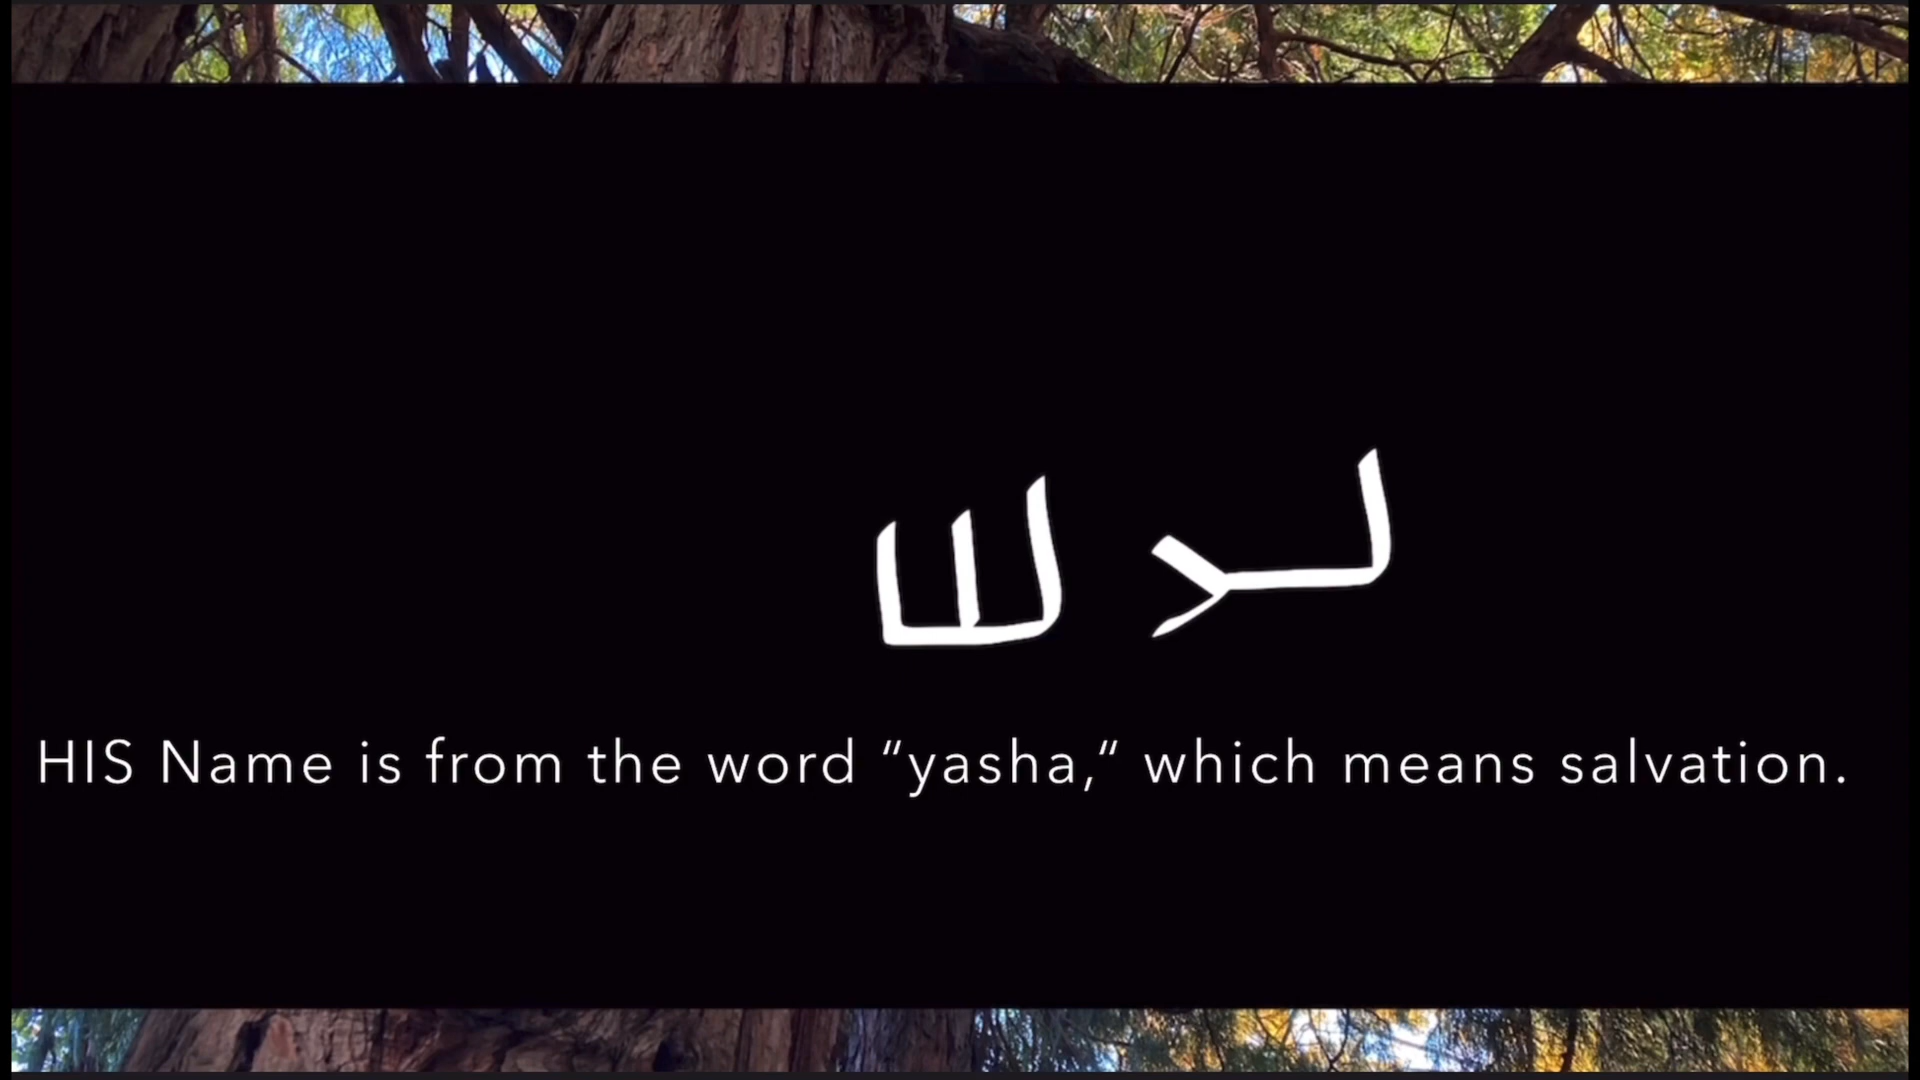 HIS Name is from the word “yasha,“ which means salvation.